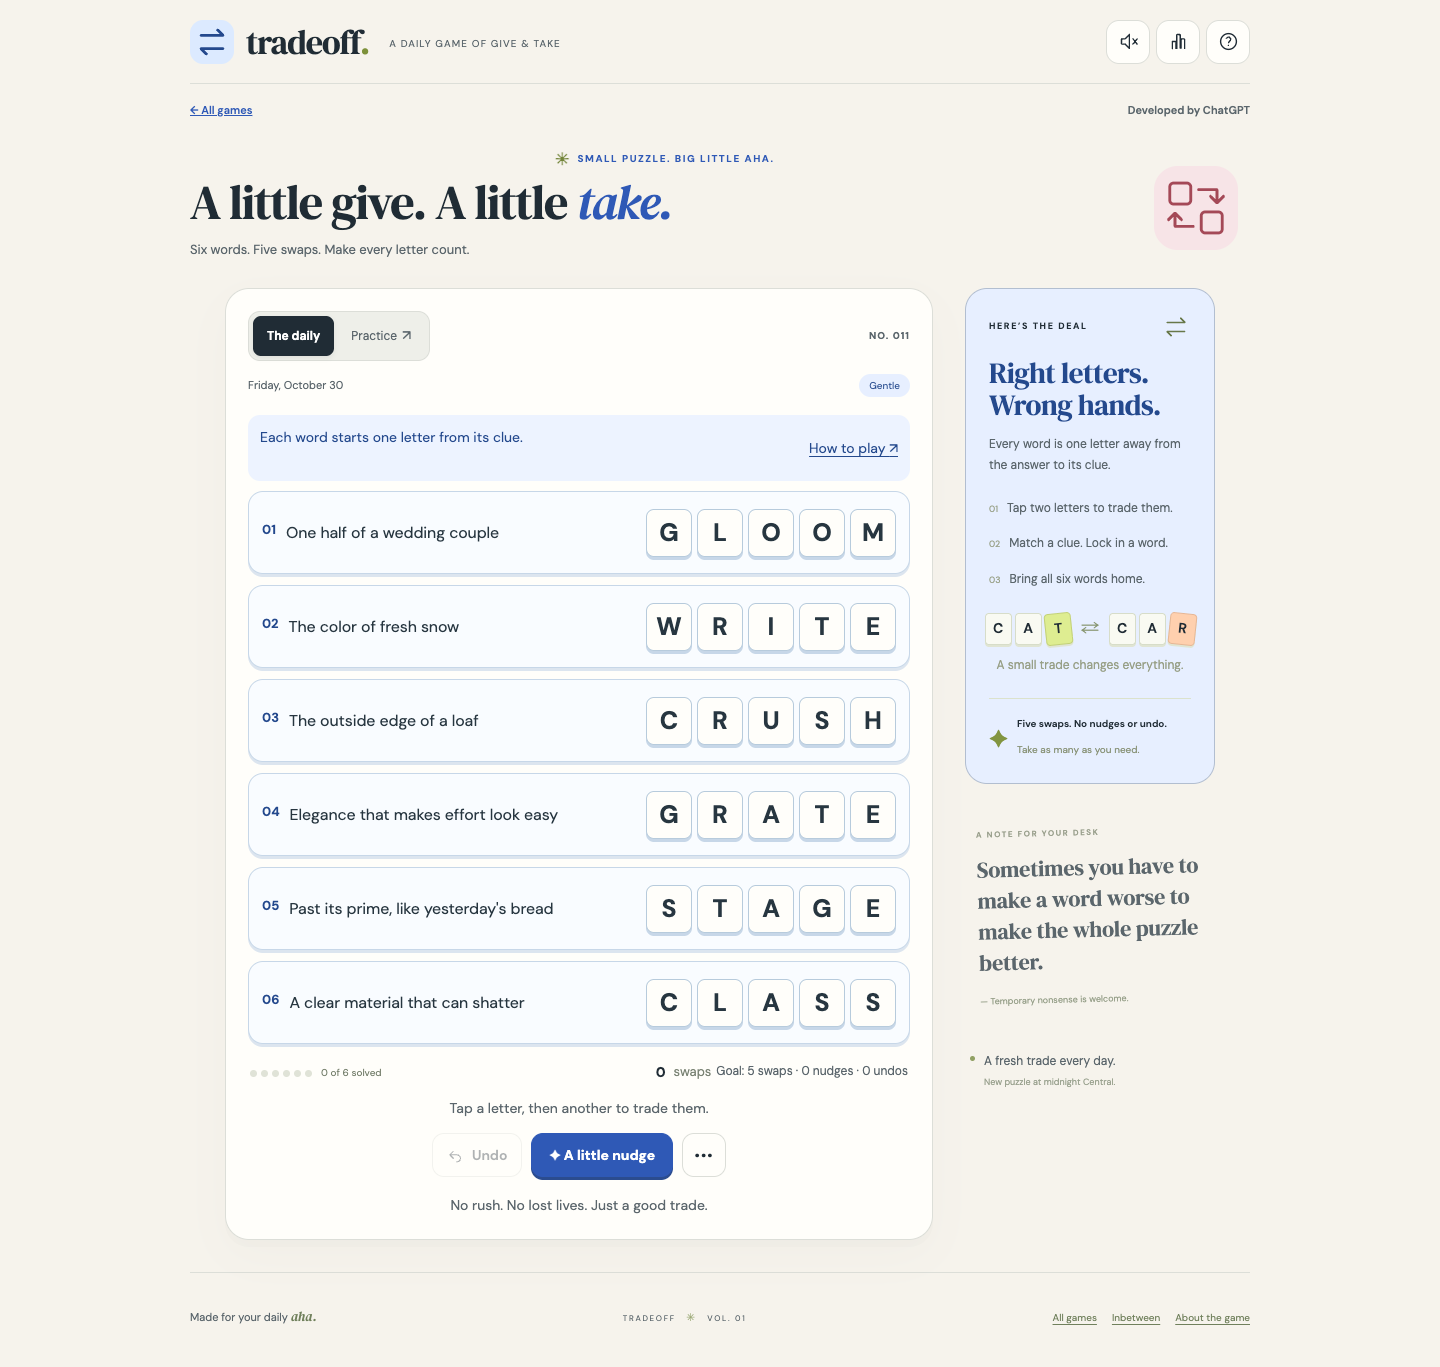 tradeoff.
A DAILY GAME OF GIVE & TAKE
← All games
Developed by ChatGPT
SMALL PUZZLE. BIG LITTLE AHA.
A little give. A little take.
Six words. Five swaps. Make every letter count.
The daily
Practice ↗
NO. 011
Friday, October 30
Gentle
Each word starts one letter from its clue.
How to play ↗
01 One half of a wedding couple G L O O M
02 The color of fresh snow W R I T E
03 The outside edge of a loaf C R U S H
04 Elegance that makes effort look easy G R A T E
05 Past its prime, like yesterday's bread S T A G E
06 A clear material that can shatter C L A S S
0 of 6 solved
0 swaps Goal: 5 swaps · 0 nudges · 0 undos
Tap a letter, then another to trade them.
Undo
✦ A little nudge
•••
No rush. No lost lives. Just a good trade.
HERE'S THE DEAL
Right letters.
Wrong hands.
Every word is one letter away from
the answer to its clue.
01 Tap two letters to trade them.
02 Match a clue. Lock in a word.
03 Bring all six words home.
C A T ⇄ C A R
A small trade changes everything.
Five swaps. No nudges or undo.
Take as many as you need.
A NOTE FOR YOUR DESK
Sometimes you have to
make a word worse to
make the whole puzzle
better.
— Temporary nonsense is welcome.
A fresh trade every day.
New puzzle at midnight Central.
Made for your daily aha.
TRADEOFF ✳ VOL. 01
All games
Inbetween
About the game